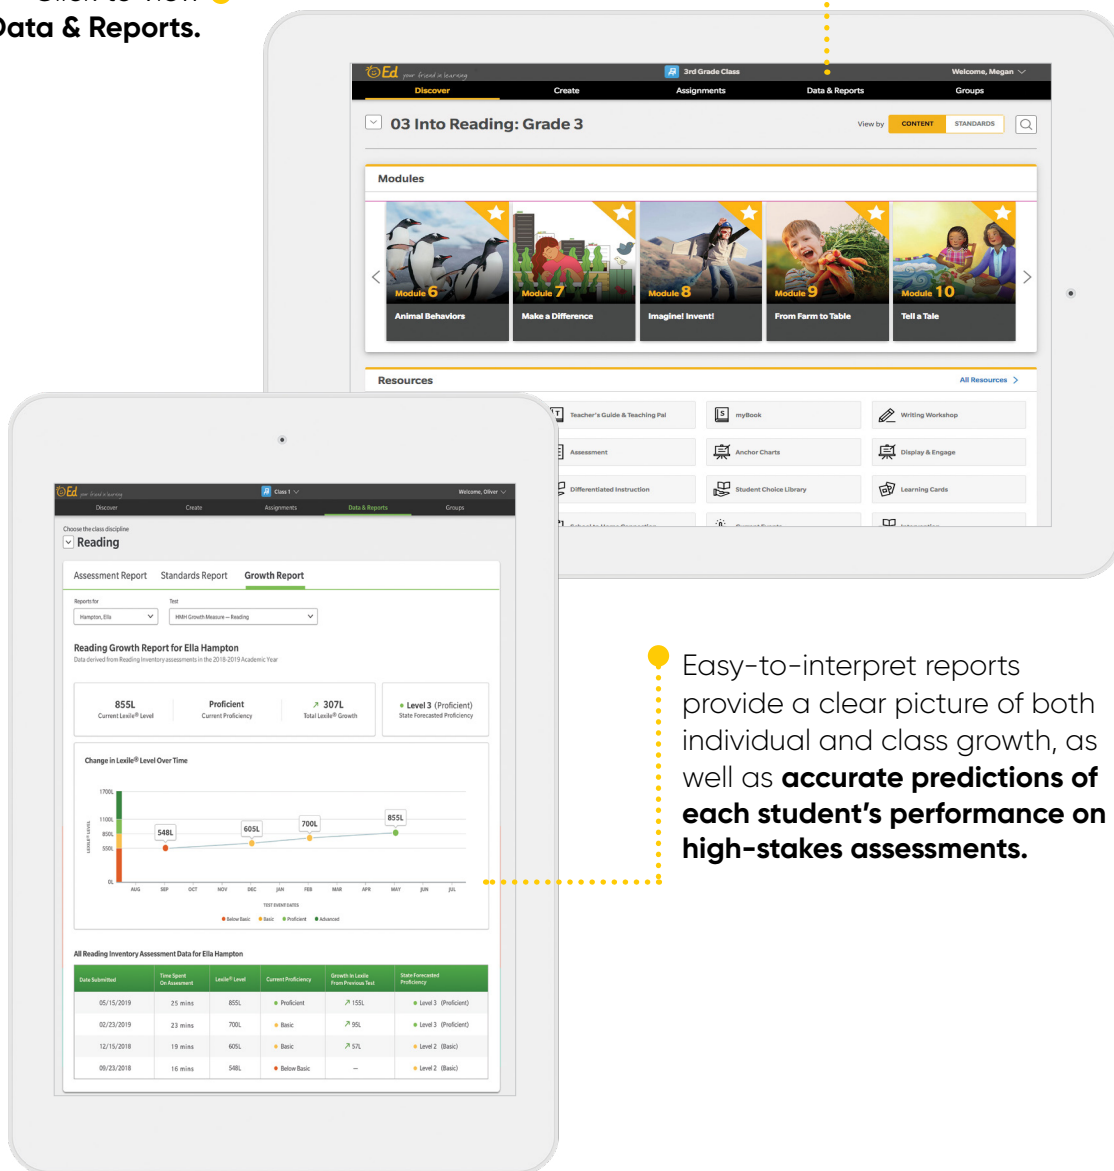 Click to view
Data & Reports.
Ed your friend in learning
3rd Grade Class
Welcome, Megan
Discover
Create
Assignments
Data & Reports
Groups
03 Into Reading: Grade 3
View by
CONTENT
STANDARDS
Modules
Module 6
Animal Behaviors
Module 7
Make a Difference
Module 8
Imagine! Invent!
Module 9
From Farm to Table
Module 10
Tell a Tale
Resources
All Resources
Teacher's Guide & Teaching Pal
myBook
Writing Workshop
Assessment
Anchor Charts
Display & Engage
Differentiated Instruction
Student Choice Library
Learning Cards
Ed your friend in learning
Class 1
Welcome, Oliver
Discover
Create
Assignments
Data & Reports
Groups
Choose the class discipline
Reading
Assessment Report
Standards Report
Growth Report
Reports for
Test
Hampton, Ella
HMH Growth Measure — Reading
Reading Growth Report for Ella Hampton
Data derived from Reading Inventory assessments in the 2018-2019 Academic Year
855L
Current Lexile® Level
Proficient
Current Proficiency
307L
Total Lexile® Growth
Level 3 (Proficient)
State Forecasted Proficiency
Change in Lexile® Level Over Time
LEXILE® LEVEL
1700L
1100L
850L
550L
0L
548L
605L
700L
855L
AUG SEP OCT NOV DEC JAN FEB MAR APR MAY JUN JUL
TEST EVENT DATES
Below Basic Basic Proficient Advanced
All Reading Inventory Assessment Data for Ella Hampton
Date Submitted
Time Spent
On Assesment
Lexile® Level
Current Proficiency
Growth in Lexile
From Previous Test
State Forecasted
Proficiency
05/15/2019 25 mins 855L Proficient 155L Level 3 (Proficient)
02/23/2019 23 mins 700L Basic 95L Level 3 (Proficient)
12/15/2018 19 mins 605L Basic 57L Level 2 (Basic)
09/23/2018 16 mins 548L Below Basic — Level 2 (Basic)
Easy-to-interpret reports
provide a clear picture of both
individual and class growth, as
well as accurate predictions of
each student's performance on
high-stakes assessments.